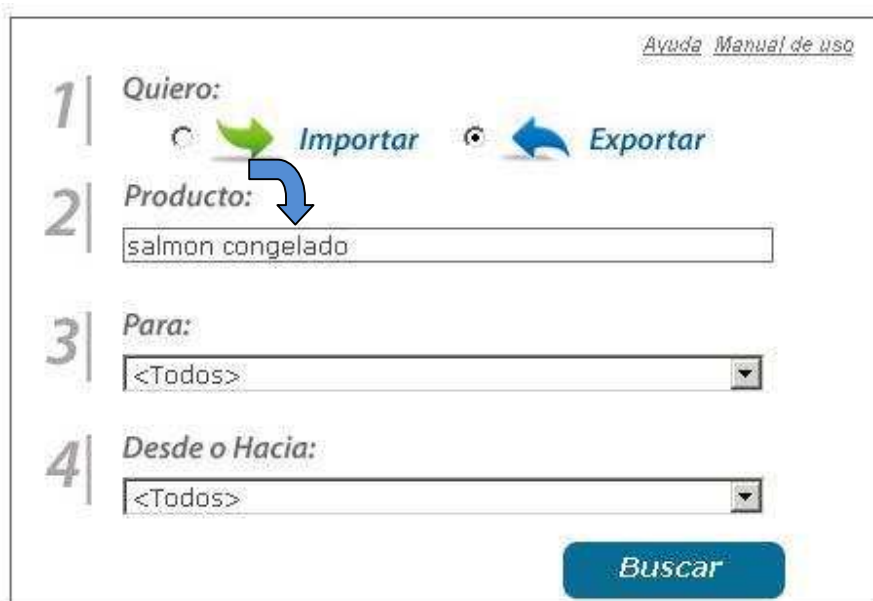 Ayuda Manual de uso
1 Quiero:
Importar Exportar
2 Producto:
salmon congelado
3 Para:
<Todos>
4 Desde o Hacia:
<Todos>
Buscar